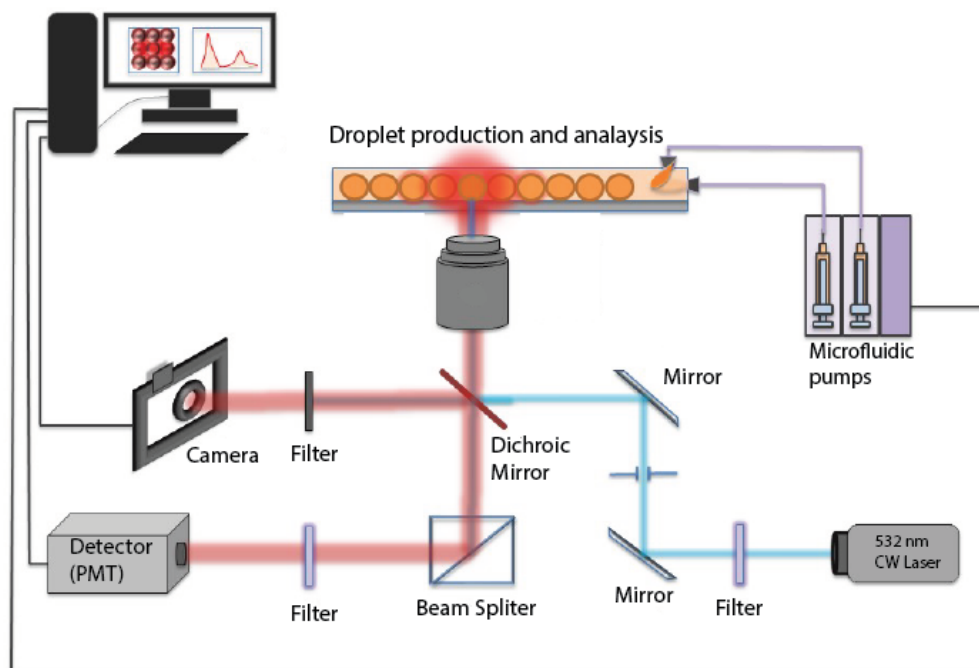 Droplet production and analaysis
Microfluidic
pumps
Mirror
Camera
Filter
Dichroic
Mirror
Detector
(PMT)
532 nm
CW Laser
Filter
Beam Spliter
Mirror
Filter